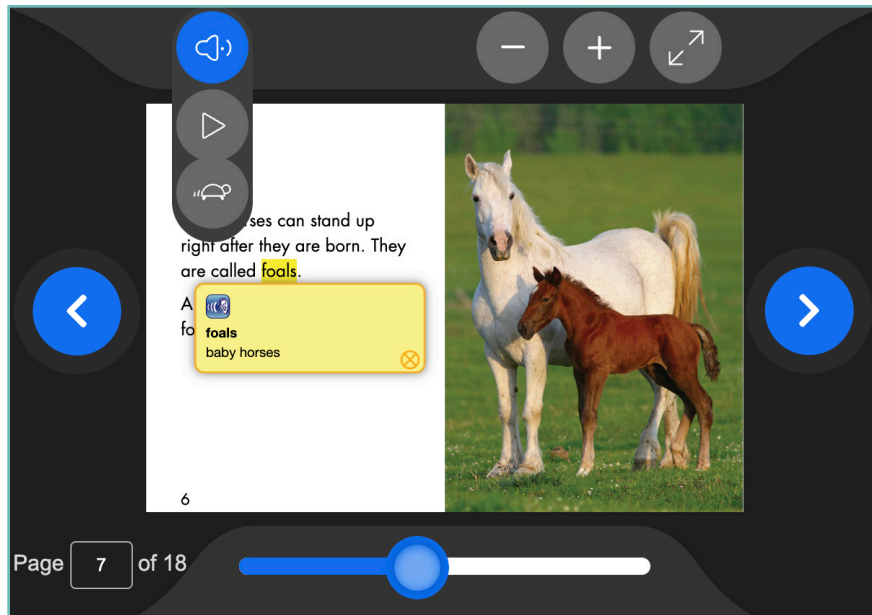 rses can stand up
right after they are born. They
are called foals.
A
fo
foals
baby horses
6
Page 7 of 18